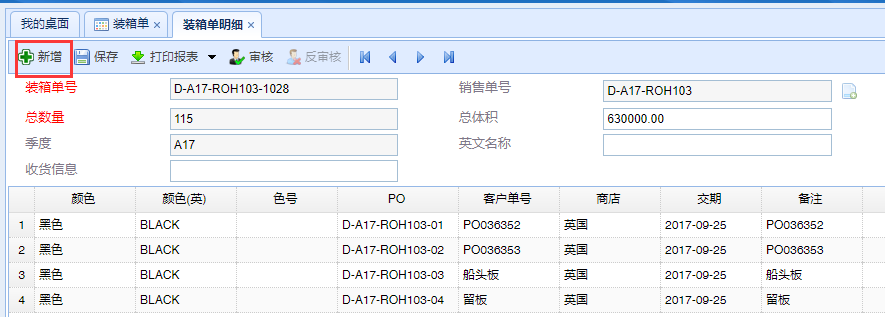 我的桌面 装箱单 × 装箱单明细 ×
新增 保存 打印报表 审核 反审核
装箱单号 D-A17-ROH103-1028 销售单号 D-A17-ROH103
总数量 115 总体积 630000.00
季度 A17 英文名称
收货信息
颜色 颜色(英) 色号 PO 客户单号 商店 交期 备注
1 黑色 BLACK D-A17-ROH103-01 PO036352 英国 2017-09-25 PO036352
2 黑色 BLACK D-A17-ROH103-02 PO036353 英国 2017-09-25 PO036353
3 黑色 BLACK D-A17-ROH103-03 船头板 英国 2017-09-25 船头板
4 黑色 BLACK D-A17-ROH103-04 留板 英国 2017-09-25 留板